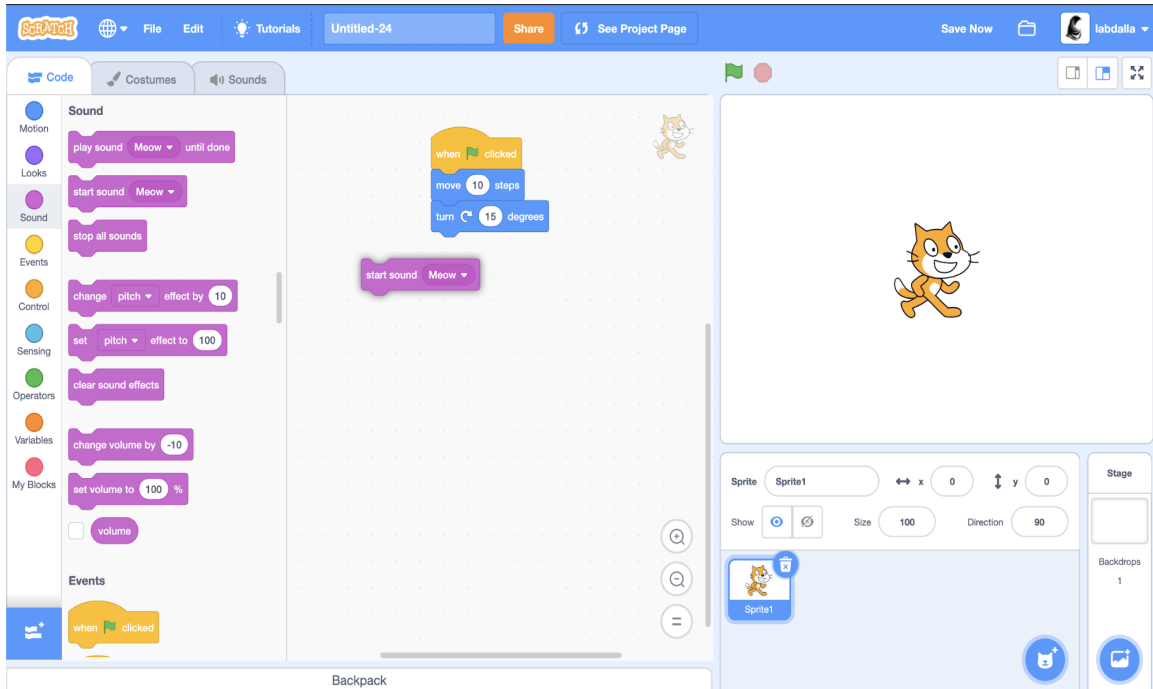 SCRATCH
File
Edit
Tutorials
Untitled-24
Share
See Project Page
Save Now
labdalla
Code
Costumes
Sounds
Motion
Looks
Sound
Events
Control
Sensing
Operators
Variables
My Blocks
Sound
play sound Meow until done
start sound Meow
stop all sounds
change pitch effect by 10
set pitch effect to 100
clear sound effects
change volume by -10
set volume to 100 %
volume
Events
when clicked
when clicked
move 10 steps
turn 15 degrees
start sound Meow
Backpack
Sprite Sprite1 x 0 y 0
Show Size 100 Direction 90
Sprite1
Stage
Backdrops
1